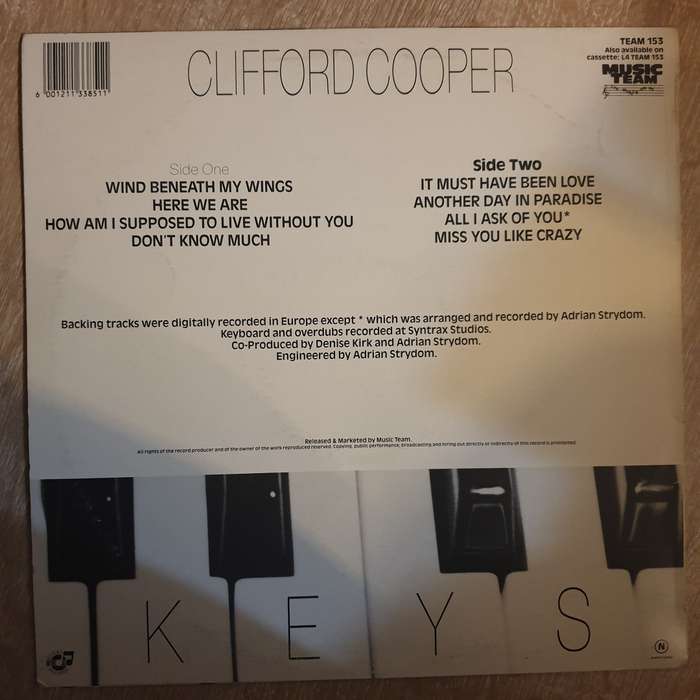 CLIFFORD COOPER
TEAM 153
Also available on
cassette: L4 TEAM 153
MUSIC
TEAM
6 001211 338511
Side One
WIND BENEATH MY WINGS
HERE WE ARE
HOW AM I SUPPOSED TO LIVE WITHOUT YOU
DON'T KNOW MUCH
Side Two
IT MUST HAVE BEEN LOVE
ANOTHER DAY IN PARADISE
ALL I ASK OF YOU*
MISS YOU LIKE CRAZY
Backing tracks were digitally recorded in Europe except * which was arranged and recorded by Adrian Strydom.
Keyboard and overdubs recorded at Syntrax Studios.
Co-Produced by Denise Kirk and Adrian Strydom.
Engineered by Adrian Strydom.
Released & Marketed by Music Team.
All rights of the record producer and of the owner of the work reproduced reserved. Copying, public performance, broadcasting and hiring out directly or indirectly of this record is prohibited.
KEYS
N